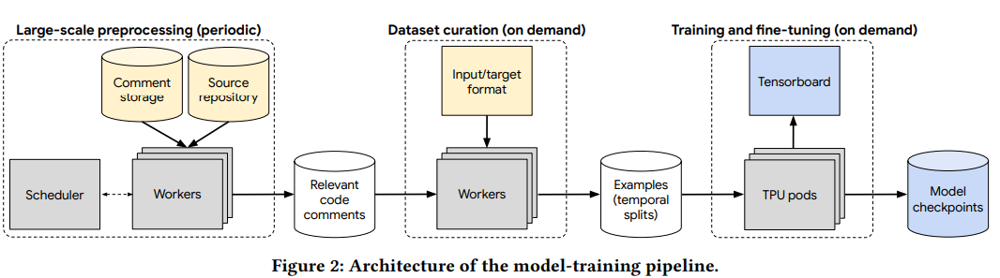 Large-scale preprocessing (periodic)
Dataset curation (on demand)
Training and fine-tuning (on demand)
Comment
storage
Source
repository
Input/target
format
Tensorboard
Scheduler
Workers
Relevant
code
comments
Workers
Examples
(temporal
splits)
TPU pods
Model
checkpoints
Figure 2: Architecture of the model-training pipeline.